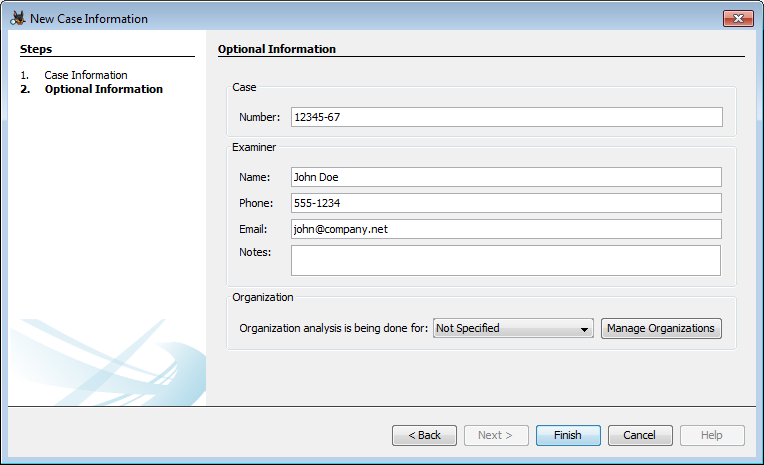 New Case Information
Steps
1. Case Information
2. Optional Information
Optional Information
Case
Number: 12345-67
Examiner
Name: John Doe
Phone: 555-1234
Email: john@company.net
Notes:
Organization
Organization analysis is being done for: Not Specified Manage Organizations
< Back Next > Finish Cancel Help